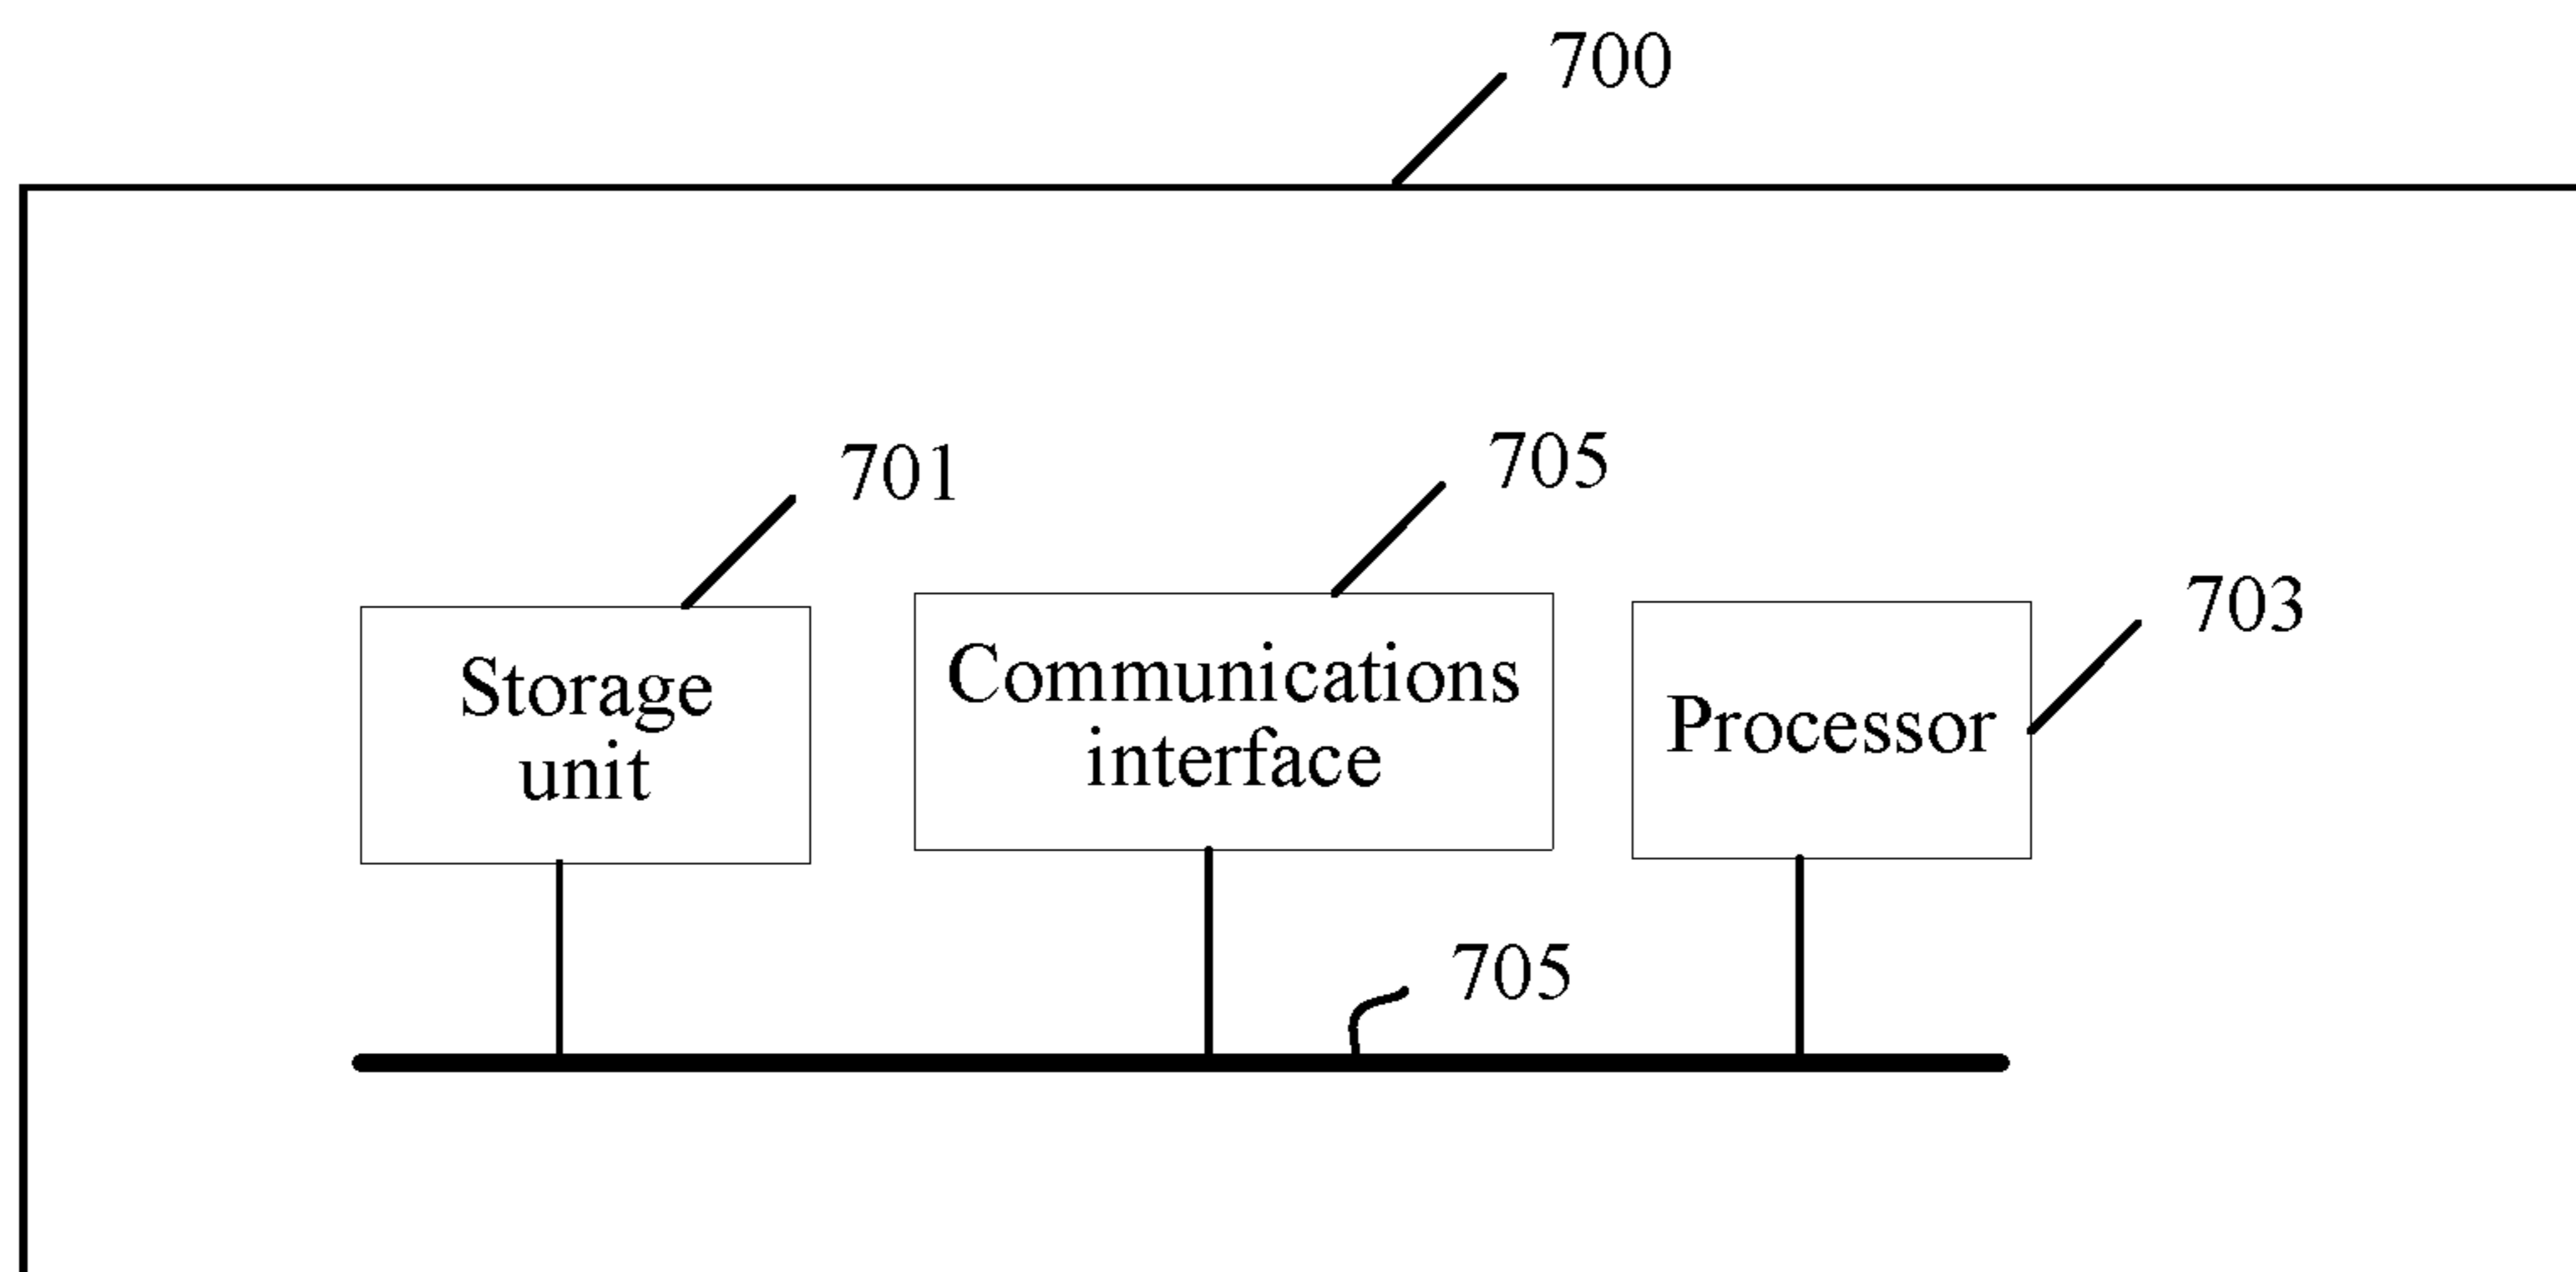 700
701
705
703
Storage
unit
Communications
interface
Processor
705